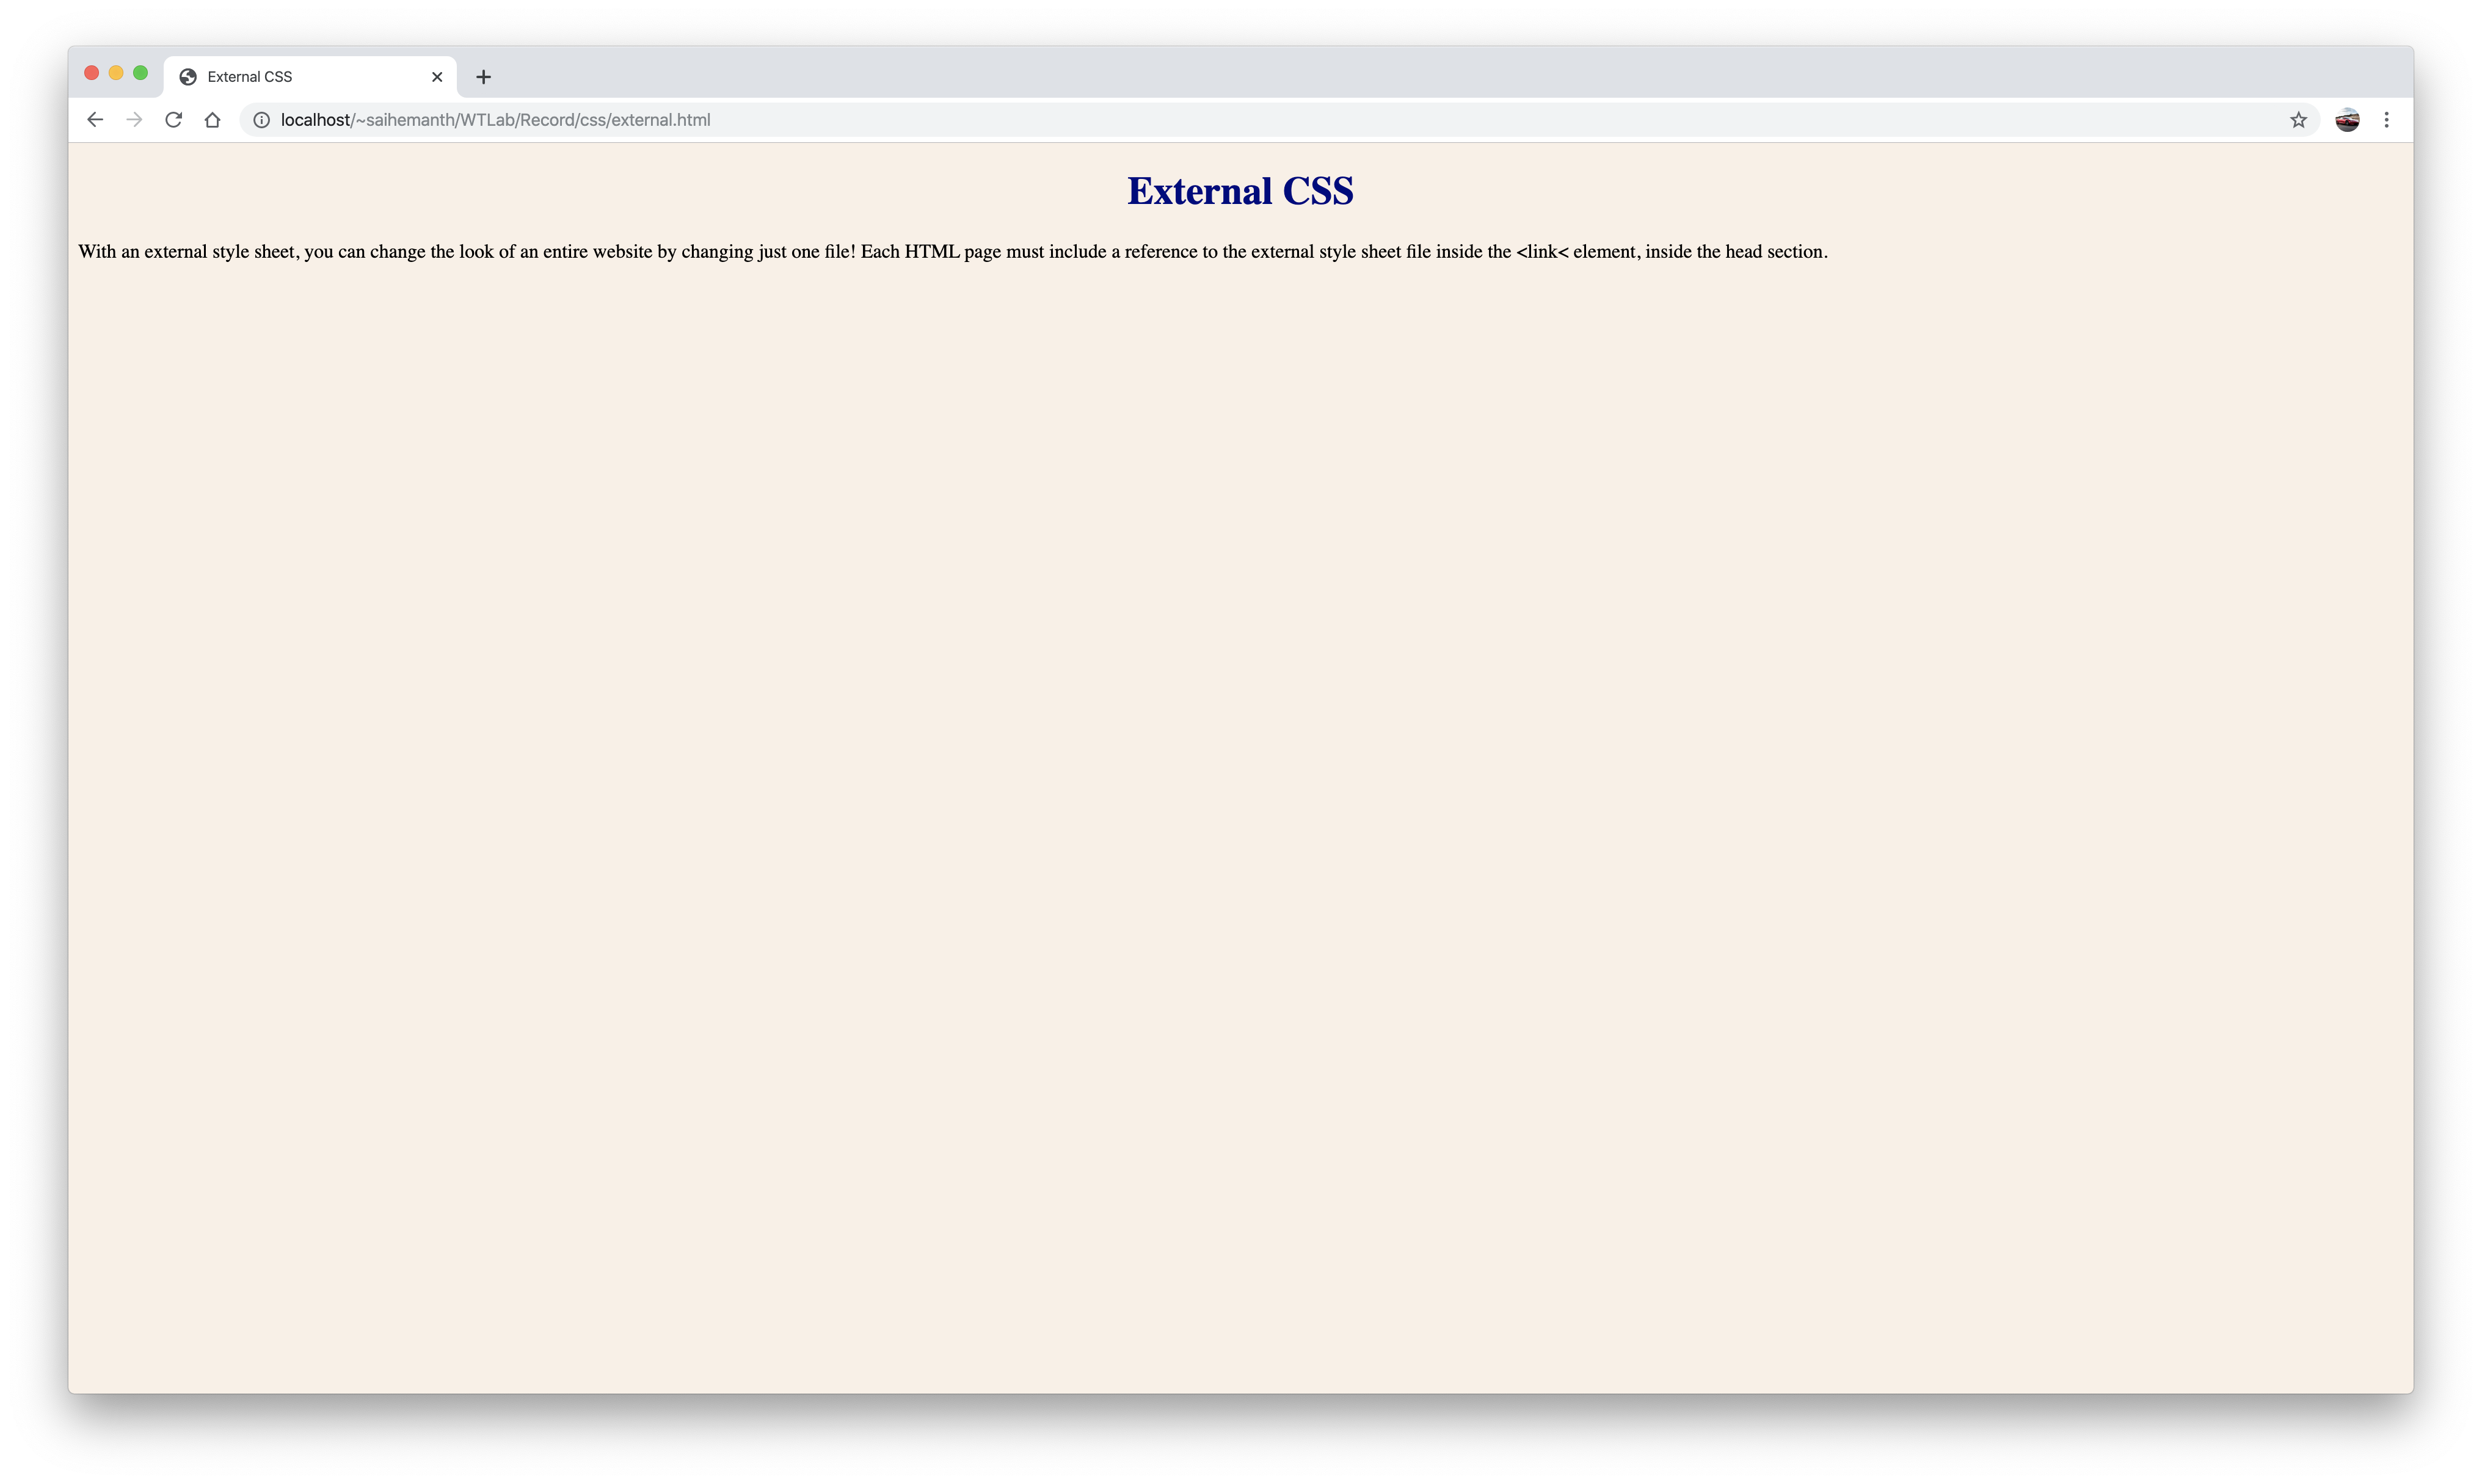 External CSS
localhost/~saihemanth/WTLab/Record/css/external.html
External CSS
With an external style sheet, you can change the look of an entire website by changing just one file! Each HTML page must include a reference to the external style sheet file inside the <link< element, inside the head section.